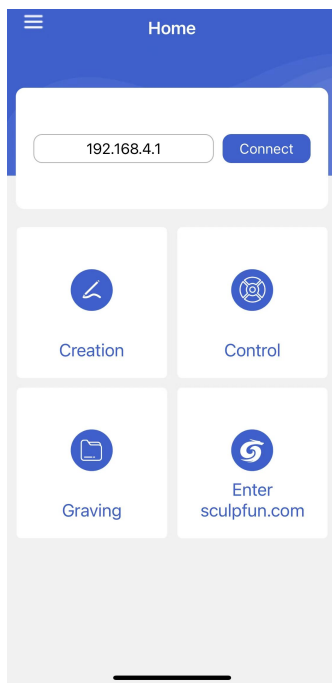 Home
192.168.4.1
Connect
Creation
Control
Graving
Enter
sculpfun.com